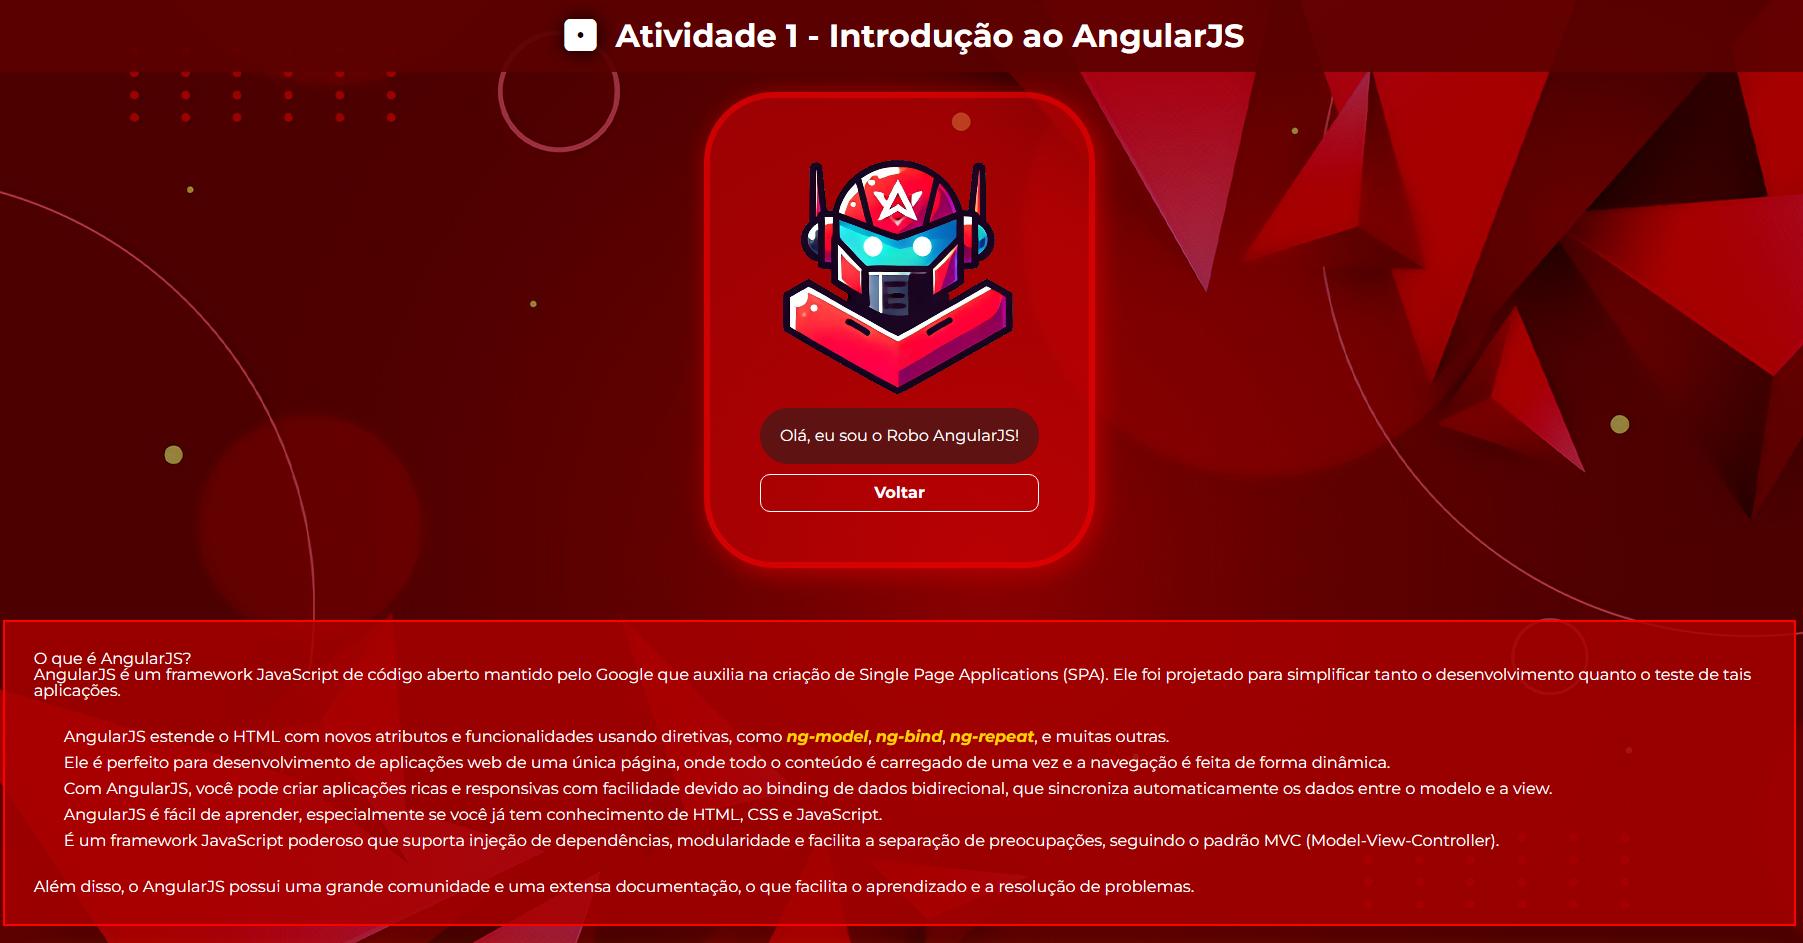 Atividade 1 - Introdução ao AngularJS
Olá, eu sou o Robo AngularJS!
Voltar
O que é AngularJS?
AngularJS é um framework JavaScript de código aberto mantido pelo Google que auxilia na criação de Single Page Applications (SPA). Ele foi projetado para simplificar tanto o desenvolvimento quanto o teste de tais
aplicações.
AngularJS estende o HTML com novos atributos e funcionalidades usando diretivas, como ng-model, ng-bind, ng-repeat, e muitas outras.
Ele é perfeito para desenvolvimento de aplicações web de uma única página, onde todo o conteúdo é carregado de uma vez e a navegação é feita de forma dinâmica.
Com AngularJS, você pode criar aplicações ricas e responsivas com facilidade devido ao binding de dados bidirecional, que sincroniza automaticamente os dados entre o modelo e a view.
AngularJS é fácil de aprender, especialmente se você já tem conhecimento de HTML, CSS e JavaScript.
É um framework JavaScript poderoso que suporta injeção de dependências, modularidade e facilita a separação de preocupações, seguindo o padrão MVC (Model-View-Controller).
Além disso, o AngularJS possui uma grande comunidade e uma extensa documentação, o que facilita o aprendizado e a resolução de problemas.